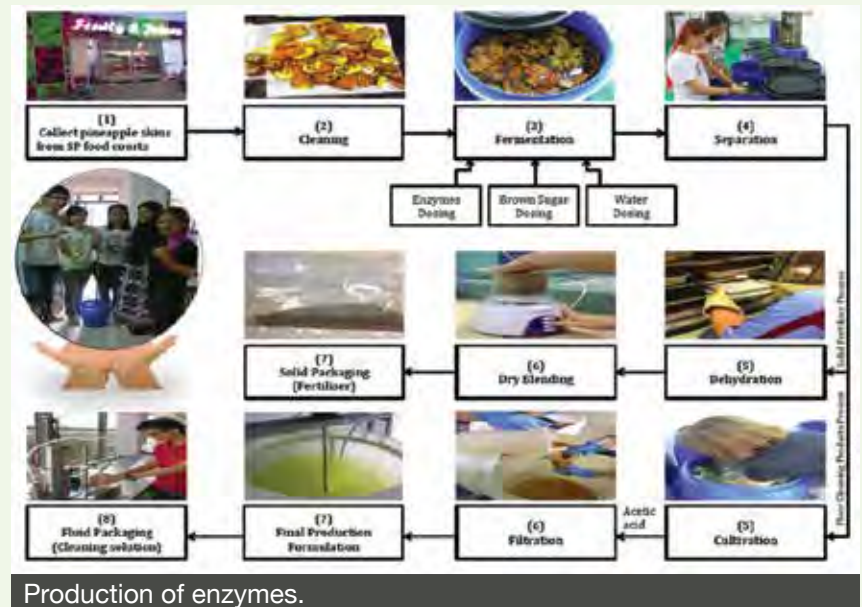 (1)
Collect pineapple skins
from SP food courts
(2)
Cleaning
(3)
Fermentation
(4)
Separation
Enzymes
Dosing
Brown Sugar
Dosing
Water
Dosing
Solid Fertilizer Process
(7)
Solid Packaging
(Fertiliser)
(6)
Dry Blending
(5)
Dehydration
Floor Cleaning Products Process
(8)
Fluid Packaging
(Cleaning solution)
(7)
Final Production
Formulation
(6)
Filtration
Acetic
acid
(5)
Production of enzymes.